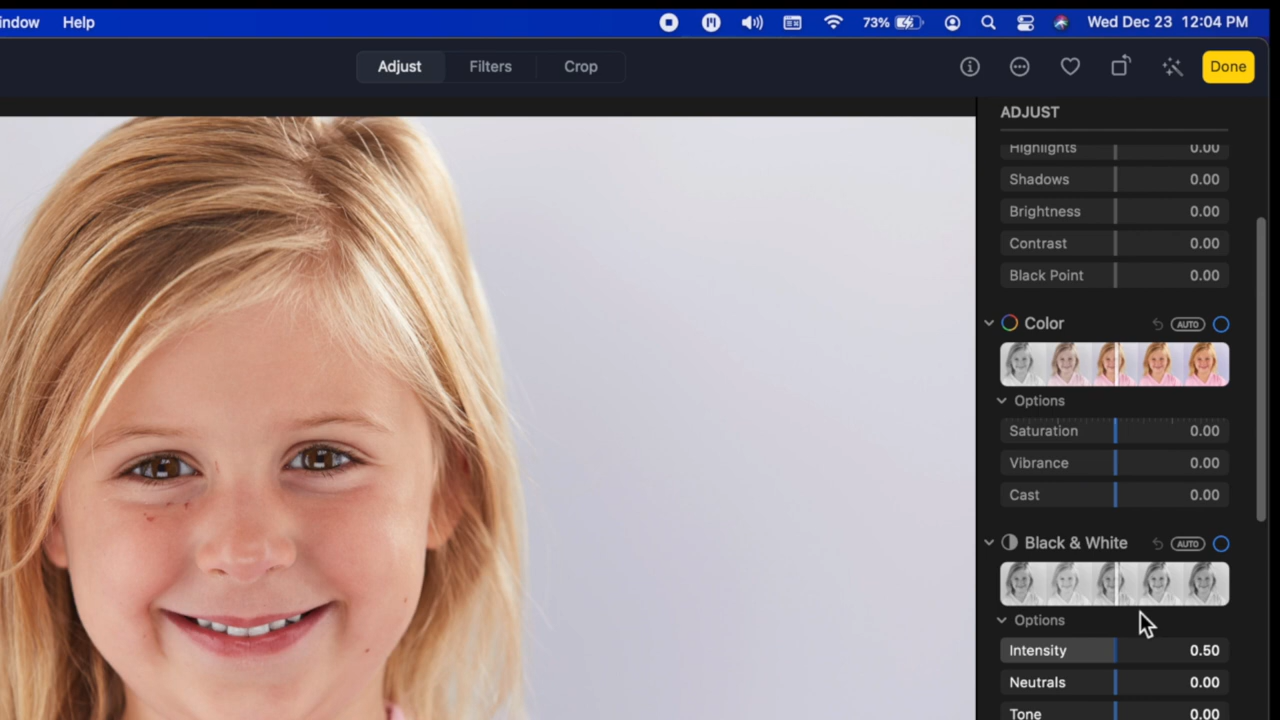 indow Help 73% Wed Dec 23 12:04 PM
Adjust Filters Crop Done
ADJUST
Highlights 0.00
Shadows 0.00
Brightness 0.00
Contrast 0.00
Black Point 0.00
Color AUTO
Options
Saturation 0.00
Vibrance 0.00
Cast 0.00
Black & White AUTO
Options
Intensity 0.50
Neutrals 0.00
Tone 0.00